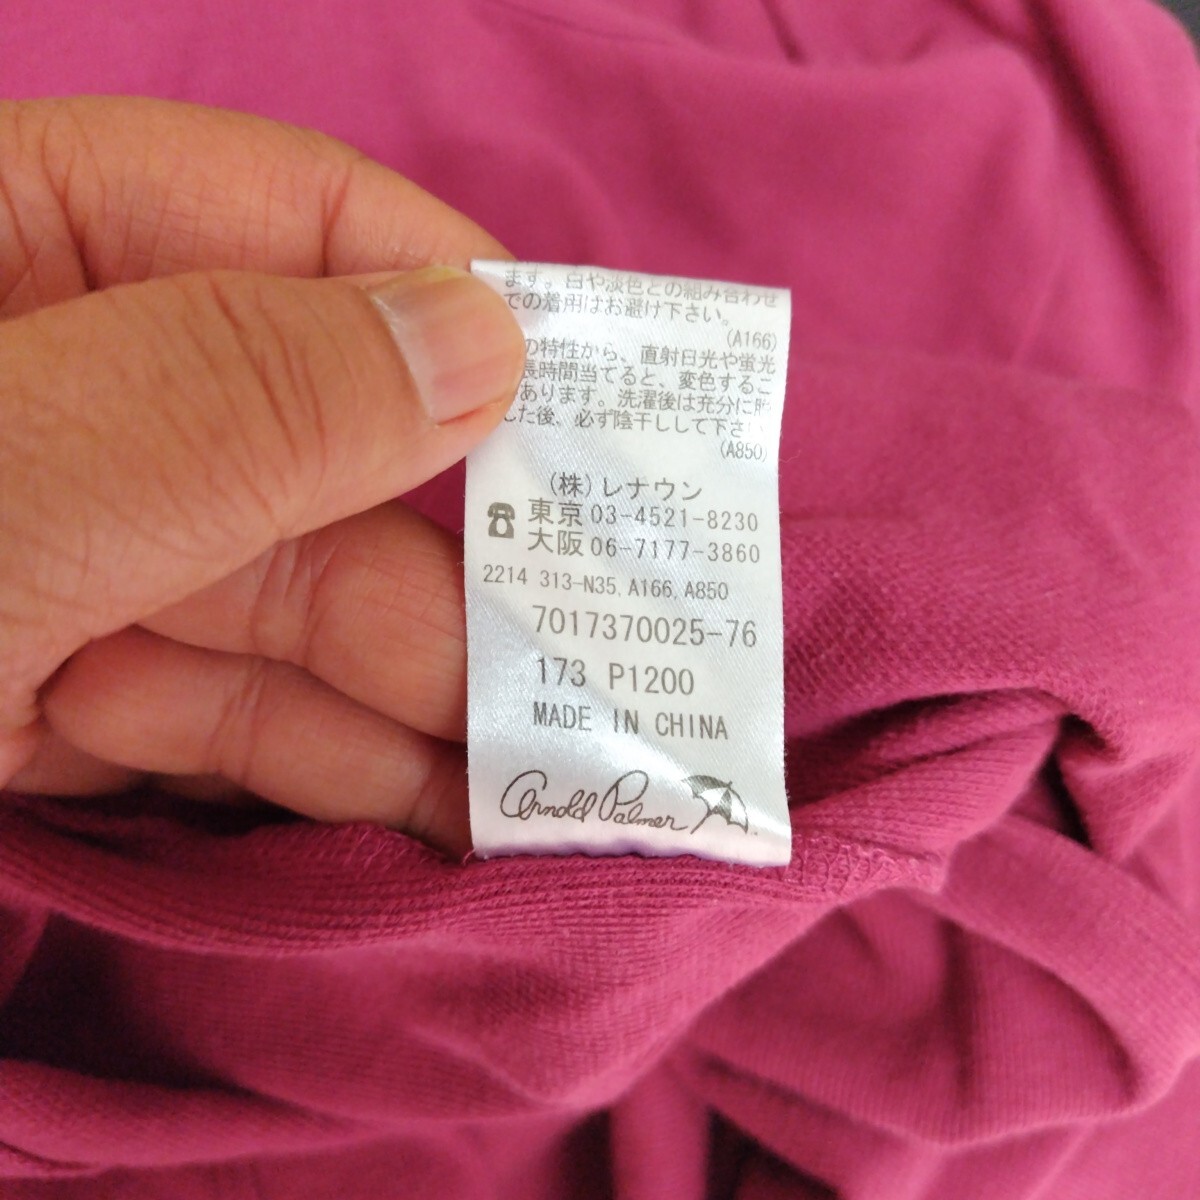 ます。白や淡色との組み合わせ
での着用はお避け下さい。
(A166)
の特性から、直射日光や蛍光
長時間当てると、変色するこ
あります。洗濯後は充分に脱
した後、必ず陰干しして下さい
(A850)
(株)レナウン
東京 03-4521-8230
大阪 06-7177-3860
2214 313-N35, A166, A850
7017370025-76
173 P1200
MADE IN CHINA
Arnold Palmer